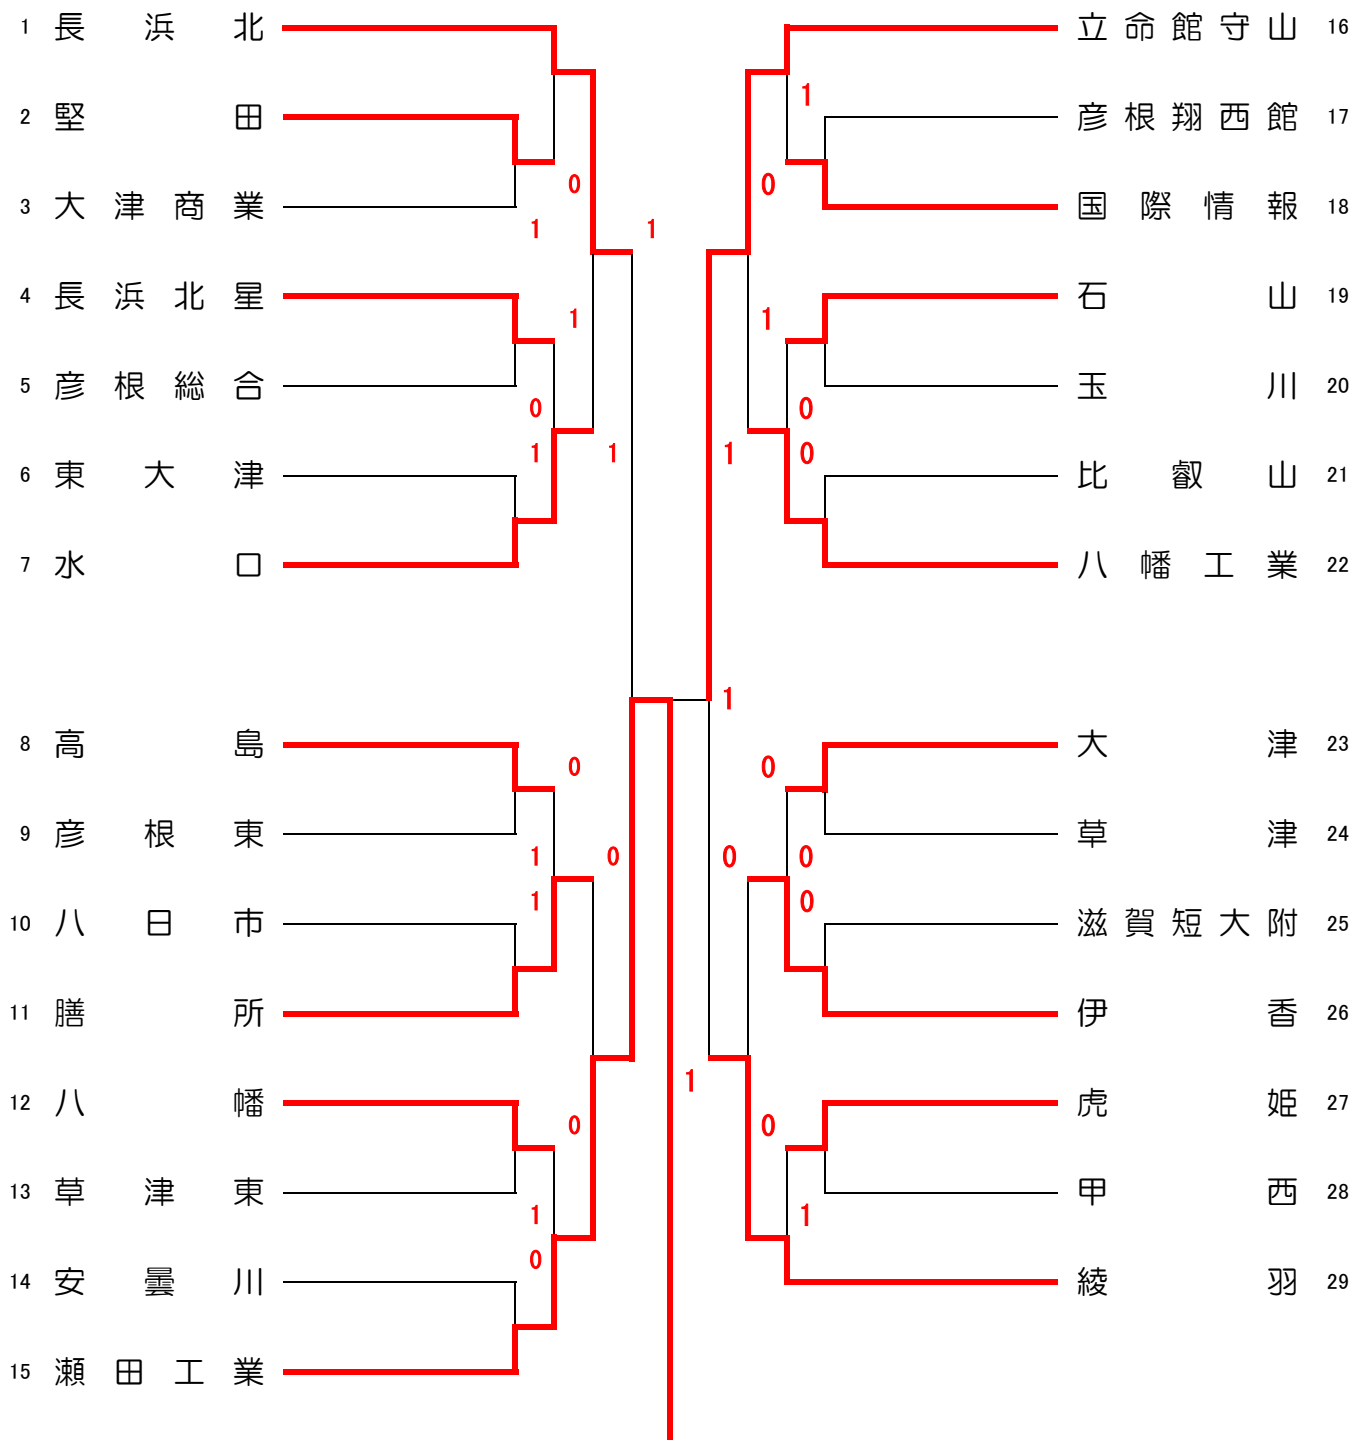 1 長浜北
2 堅田
0
3 大津商業
1
1
4 長浜北星
1
5 彦根総合
0
6 東大津
1
1
7 水口
8 高島
0
9 彦根東
1
0
10 八日市
1
11 膳所
12 八幡
0
13 草津東
1
14 安曇川
0
15 瀬田工業
立命館守山 16
1
彦根翔西館 17
0
国際情報 18
石山 19
1
玉川 20
0
比叡山 21
1
0
八幡工業 22
1
大津 23
0
草津 24
0
0
滋賀短大附 25
0
伊香 26
1
虎姫 27
0
甲西 28
1
綾羽 29